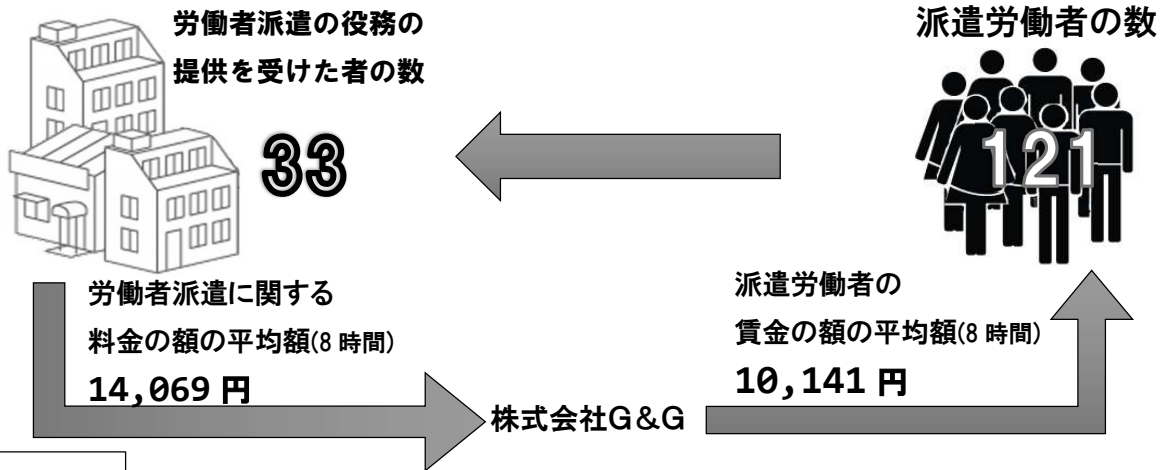 労働者派遣の役務の
提供を受けた者の数
33
派遣労働者の数
121
労働者派遣に関する
料金の額の平均額(8 時間)
14,069 円
派遣労働者の
賃金の額の平均額(8 時間)
10,141 円
株式会社G&G